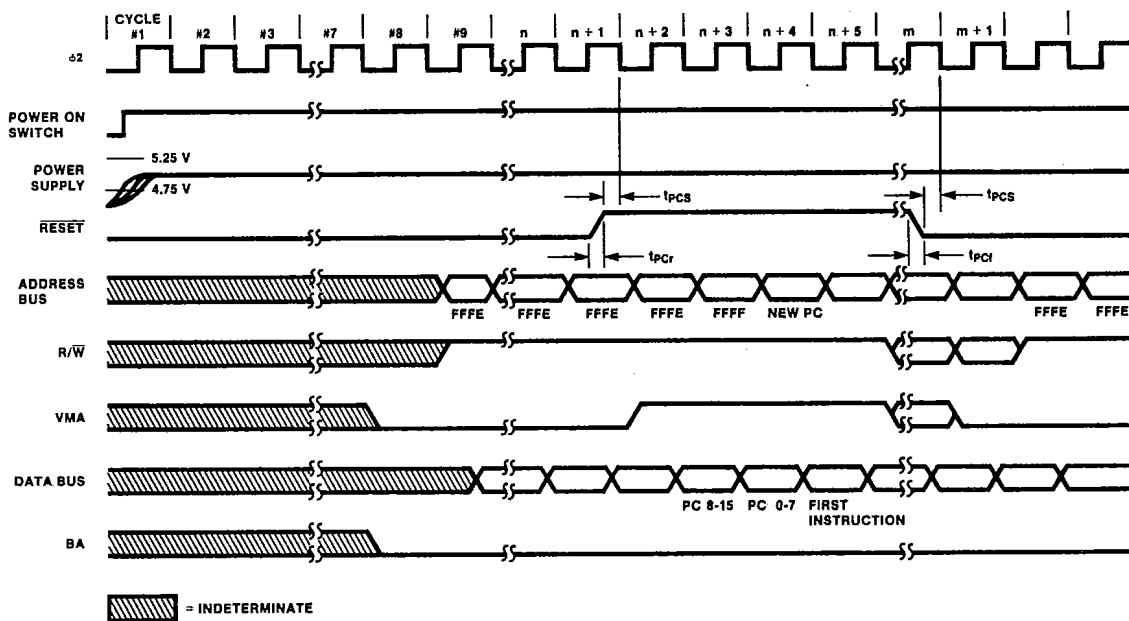 CYCLE
#1 #2 #3 #7 #8 #9 n n + 1 n + 2 n + 3 n + 4 n + 5 m m + 1
ϕ2
POWER ON
SWITCH
5.25 V
POWER
SUPPLY
4.75 V
tPCS
tPCS
RESET
tPCr
tPCf
ADDRESS
BUS
FFFE FFFE FFFE FFFE FFFF NEW PC FFFE FFFE
R/W
VMA
DATA BUS
PC 8-15 PC 0-7 FIRST
INSTRUCTION
BA
= INDETERMINATE